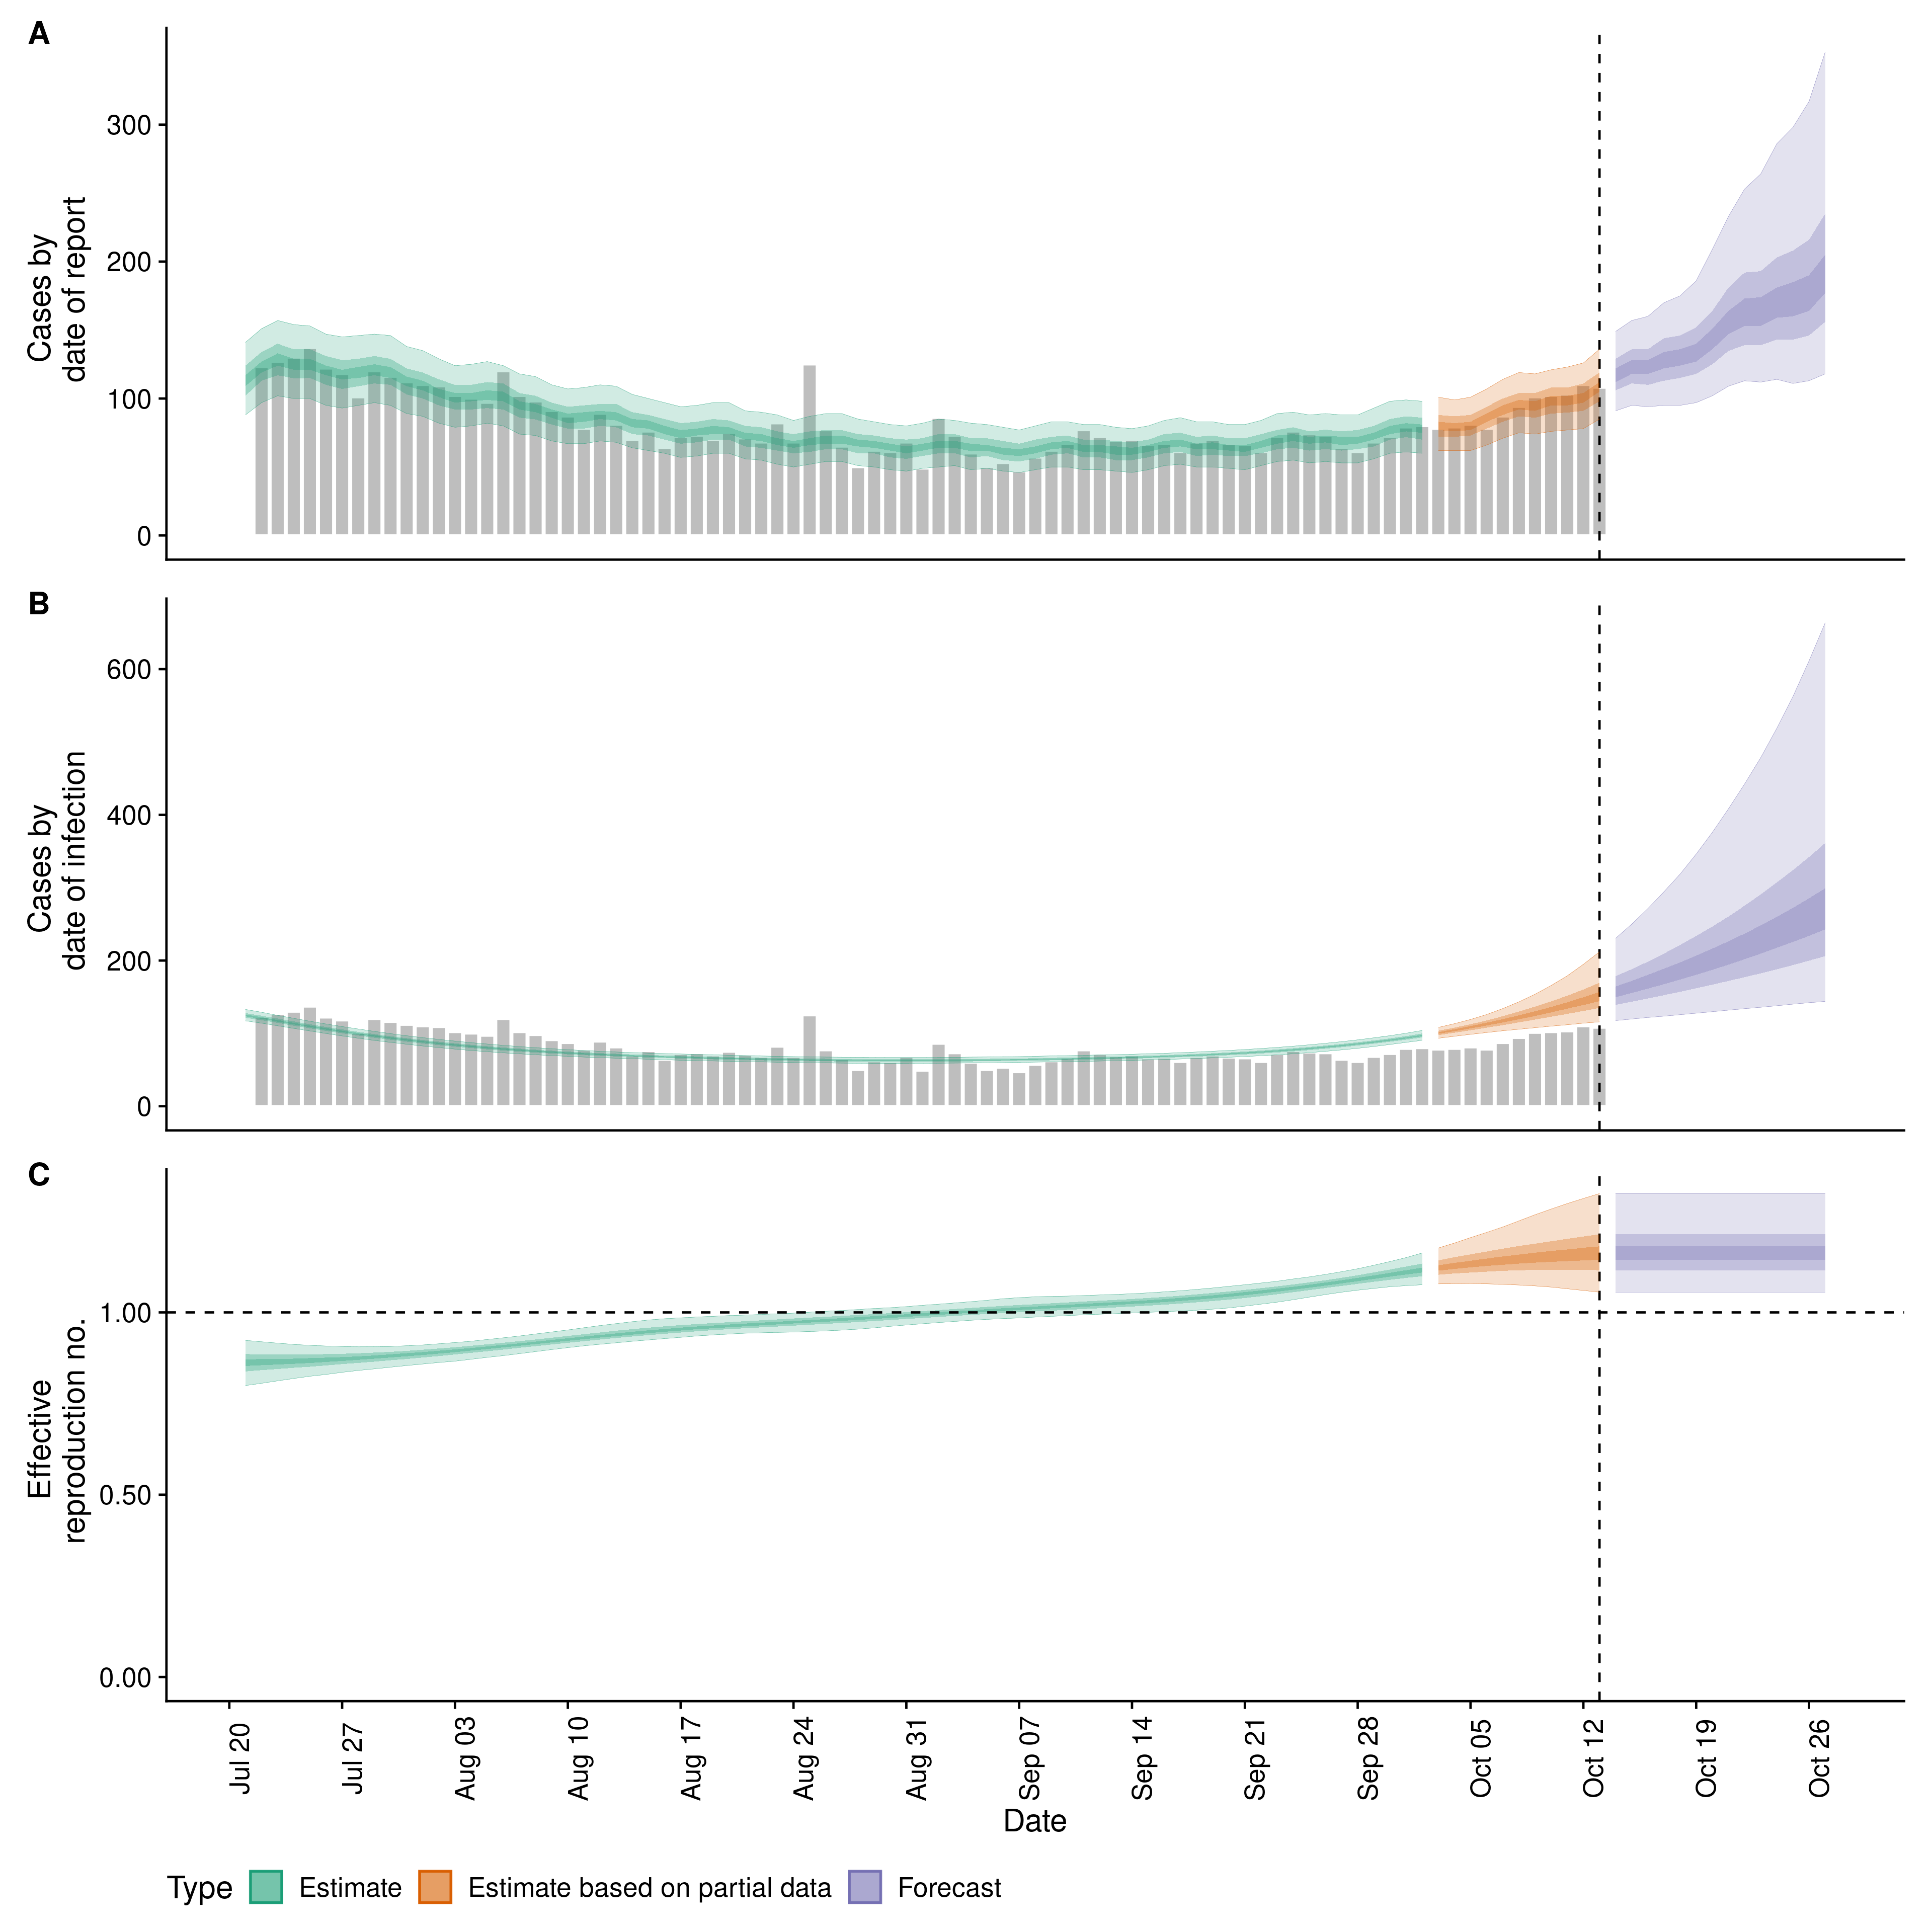 A
Cases by
date of report
300
200
100
0
B
Cases by
date of infection
600
400
200
0
C
Effective
reproduction no.
1.00
0.50
0.00
Jul 20
Jul 27
Aug 03
Aug 10
Aug 17
Aug 24
Aug 31
Sep 07
Sep 14
Sep 21
Sep 28
Oct 05
Oct 12
Oct 19
Oct 26
Date
Type Estimate Estimate based on partial data Forecast